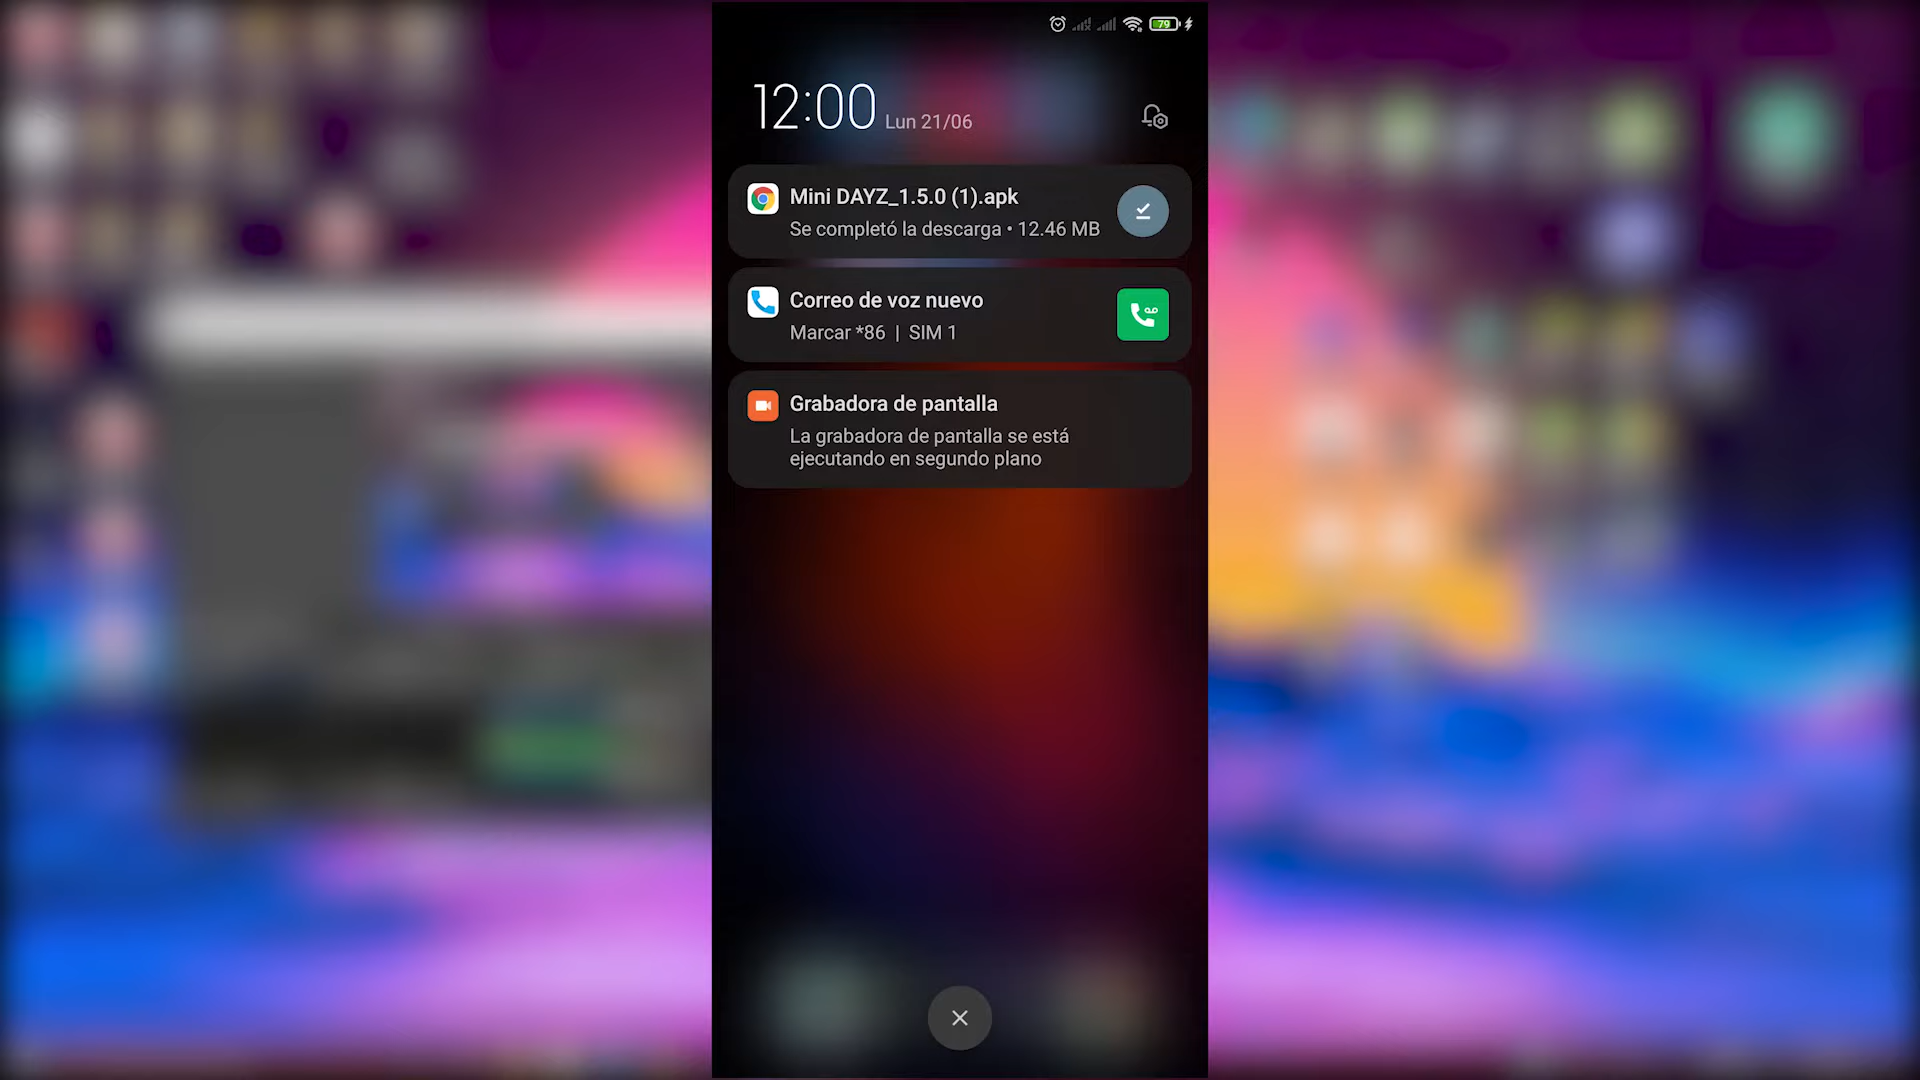 79
12:00 Lun 21/06
Mini DAYZ_1.5.0 (1).apk
Se completó la descarga • 12.46 MB
Correo de voz nuevo
Marcar *86 | SIM 1
Grabadora de pantalla
La grabadora de pantalla se está
ejecutando en segundo plano